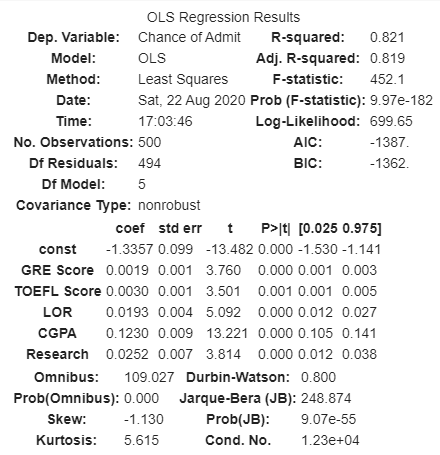 OLS Regression Results
Dep. Variable: Chance of Admit R-squared: 0.821
Model: OLS Adj. R-squared: 0.819
Method: Least Squares F-statistic: 452.1
Date: Sat, 22 Aug 2020 Prob (F-statistic): 9.97e-182
Time: 17:03:46 Log-Likelihood: 699.65
No. Observations: 500 AIC: -1387.
Df Residuals: 494 BIC: -1362.
Df Model: 5
Covariance Type: nonrobust
coef std err t P>|t| [0.025 0.975]
const -1.3357 0.099 -13.482 0.000 -1.530 -1.141
GRE Score 0.0019 0.001 3.760 0.000 0.001 0.003
TOEFL Score 0.0030 0.001 3.501 0.001 0.001 0.005
LOR 0.0193 0.004 5.092 0.000 0.012 0.027
CGPA 0.1230 0.009 13.221 0.000 0.105 0.141
Research 0.0252 0.007 3.814 0.000 0.012 0.038
Omnibus: 109.027 Durbin-Watson: 0.800
Prob(Omnibus): 0.000 Jarque-Bera (JB): 248.874
Skew: -1.130 Prob(JB): 9.07e-55
Kurtosis: 5.615 Cond. No. 1.23e+04